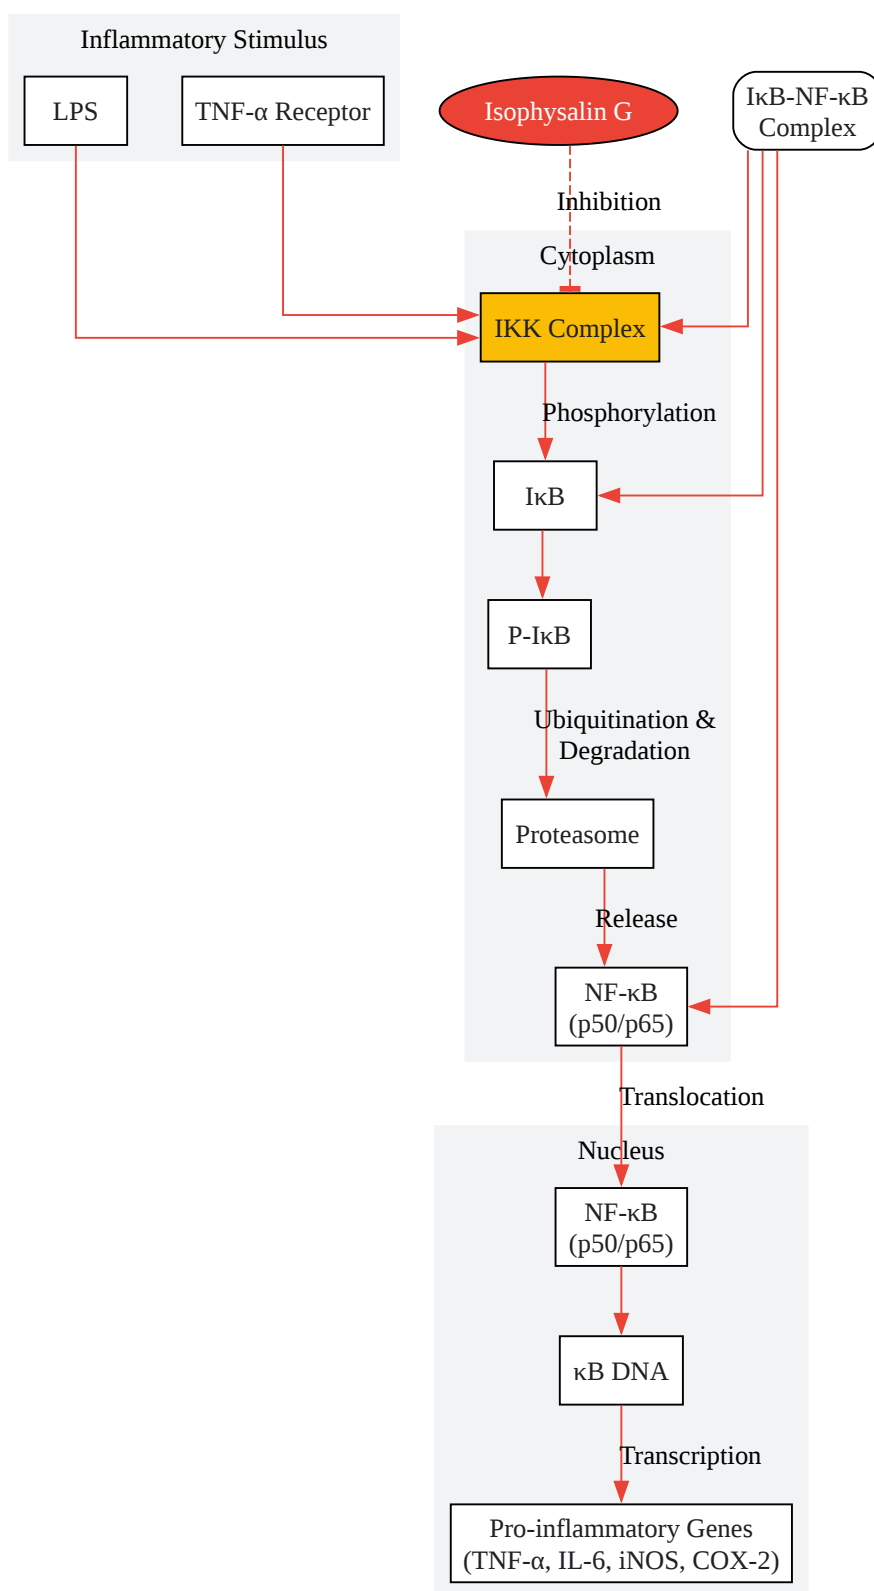 Inflammatory Stimulus
LPS
TNF-α Receptor
Isophysalin G
IκB-NF-κB
Complex
Inhibition
Cytoplasm
IKK Complex
Phosphorylation
IκB
P-IκB
Ubiquitination &
Degradation
Proteasome
Release
NF-κB
(p50/p65)
Translocation
Nucleus
NF-κB
(p50/p65)
κB DNA
Transcription
Pro-inflammatory Genes
(TNF-α, IL-6, iNOS, COX-2)